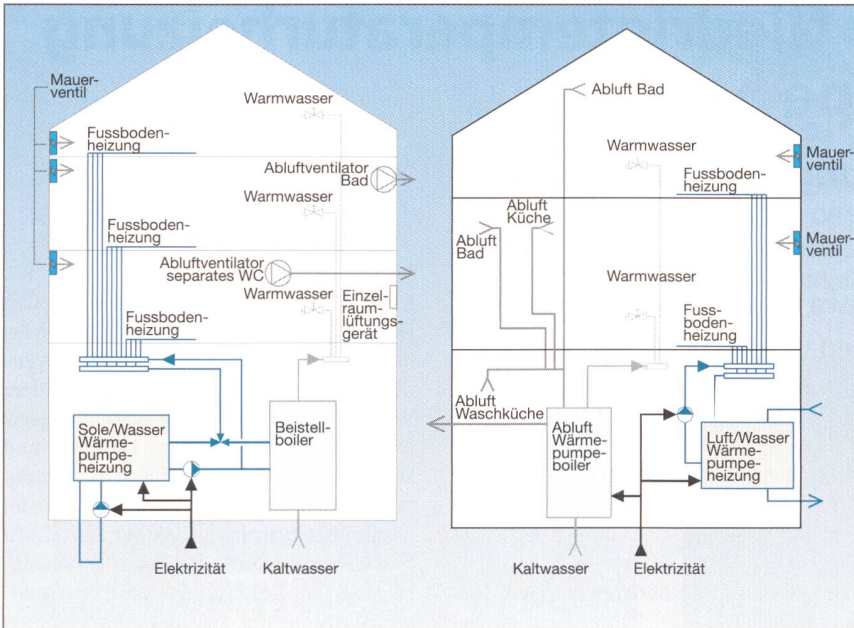 Mauer-
ventil
Fussboden-
heizung
Warmwasser
Abluftventilator
Bad
Warmwasser
Fussboden-
heizung
Abluftventilator
separates WC
Warmwasser
Einzel-
raum-
lüftungs-
gerät
Fussboden-
heizung
Sole/Wasser
Wärme-
pumpe-
heizung
Beistell-
boiler
Elektrizität
Kaltwasser
Abluft Bad
Warmwasser
Mauer-
ventil
Fussboden-
heizung
Abluft
Küche
Abluft
Bad
Mauer-
ventil
Warmwasser
Fuss-
boden-
heizung
Abluft
Waschküche
Abluft
Wärme-
pumpe-
boiler
Luft/Wasser
Wärme-
pumpe-
heizung
Kaltwasser
Elektrizität